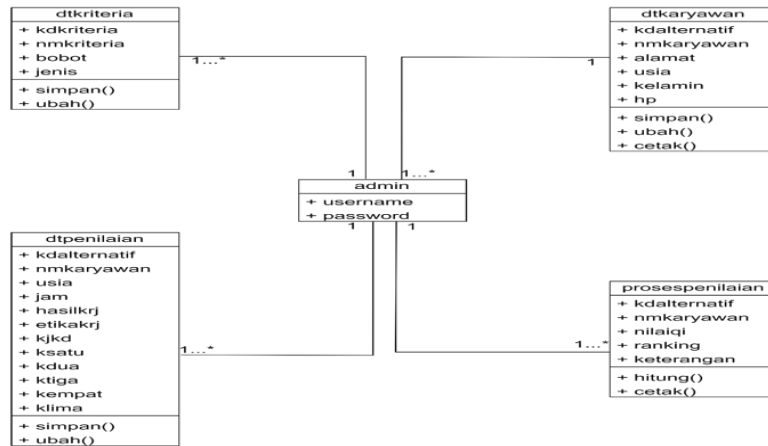 dtkriteria
+ kdkriteria
+ nmkriteria
+ bobot
+ jenis
+ simpan()
+ ubah()
1...*
1
dtkaryawan
+ kdalternatif
+ nmkaryawan
+ alamat
+ usia
+ kelamin
+ hp
+ simpan()
+ ubah()
+ cetak()
1
1...*
admin
+ username
+ password
1
1
dtpenilaian
+ kdalternatif
+ nmkaryawan
+ usia
+ jam
+ hasilkrj
+ etikakrj
+ kjkd
+ ksatu
+ kdua
+ ktiga
+ kempat
+ klima
+ simpan()
+ ubah()
1...*
prosespenilaian
+ kdalternatif
+ nmkaryawan
+ nilaiqi
+ ranking
+ keterangan
+ hitung()
+ cetak()
1...*